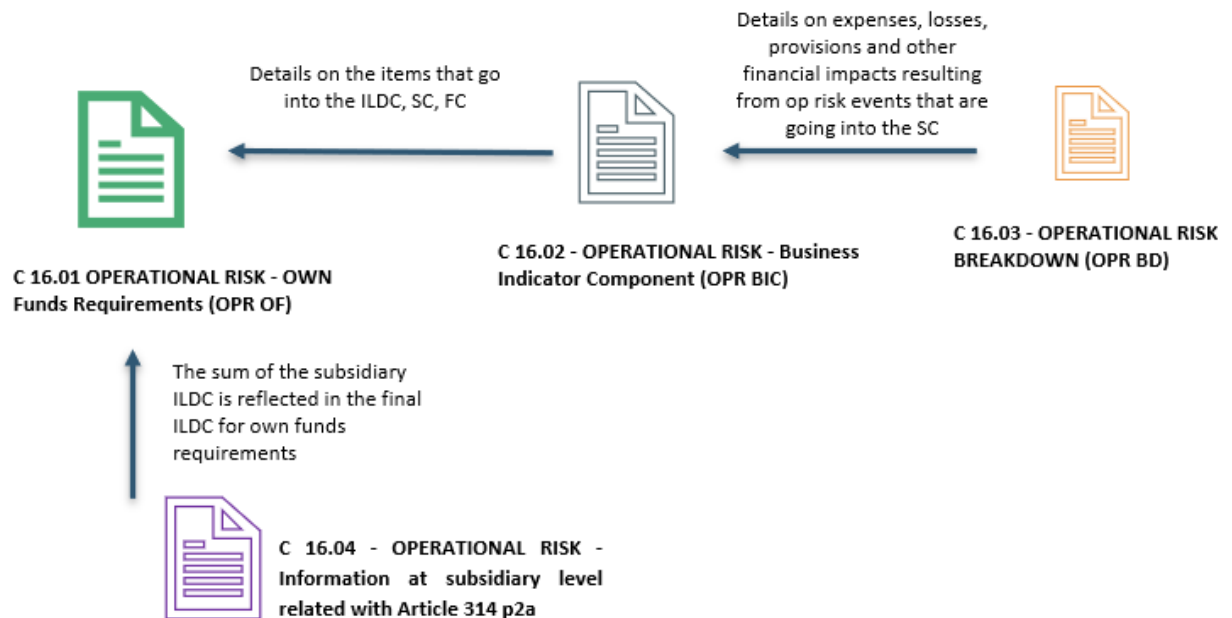 Details on the items that go
into the ILDC, SC, FC
Details on expenses, losses,
provisions and other
financial impacts resulting
from op risk events that are
going into the SC
C 16.01 OPERATIONAL RISK - OWN
Funds Requirements (OPR OF)
C 16.02 - OPERATIONAL RISK - Business
Indicator Component (OPR BIC)
C 16.03 - OPERATIONAL RISK
BREAKDOWN (OPR BD)
The sum of the subsidiary
ILDC is reflected in the final
ILDC for own funds
requirements
C 16.04 - OPERATIONAL RISK -
Information at subsidiary level
related with Article 314 p2a